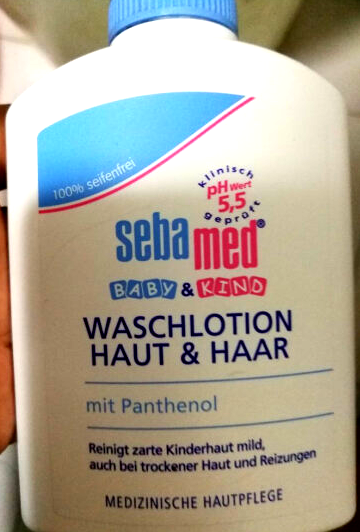 100% seifenfrei
klinisch
pH Wert
5,5
geprüft
sebamed®
BABY & KIND
WASCHLOTION
HAUT & HAAR
mit Panthenol
Reinigt zarte Kinderhaut mild,
auch bei trockener Haut und Reizungen
MEDIZINISCHE HAUTPFLEGE